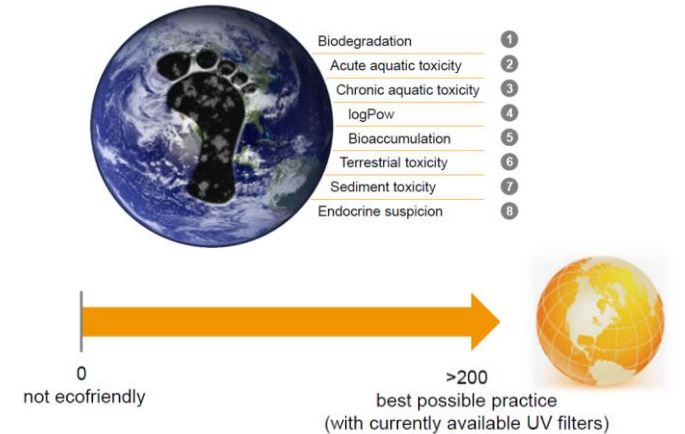 Biodegradation 1
Acute aquatic toxicity 2
Chronic aquatic toxicity 3
logPow 4
Bioaccumulation 5
Terrestrial toxicity 6
Sediment toxicity 7
Endocrine suspicion 8
0
not ecofriendly
>200
best possible practice
(with currently available UV filters)